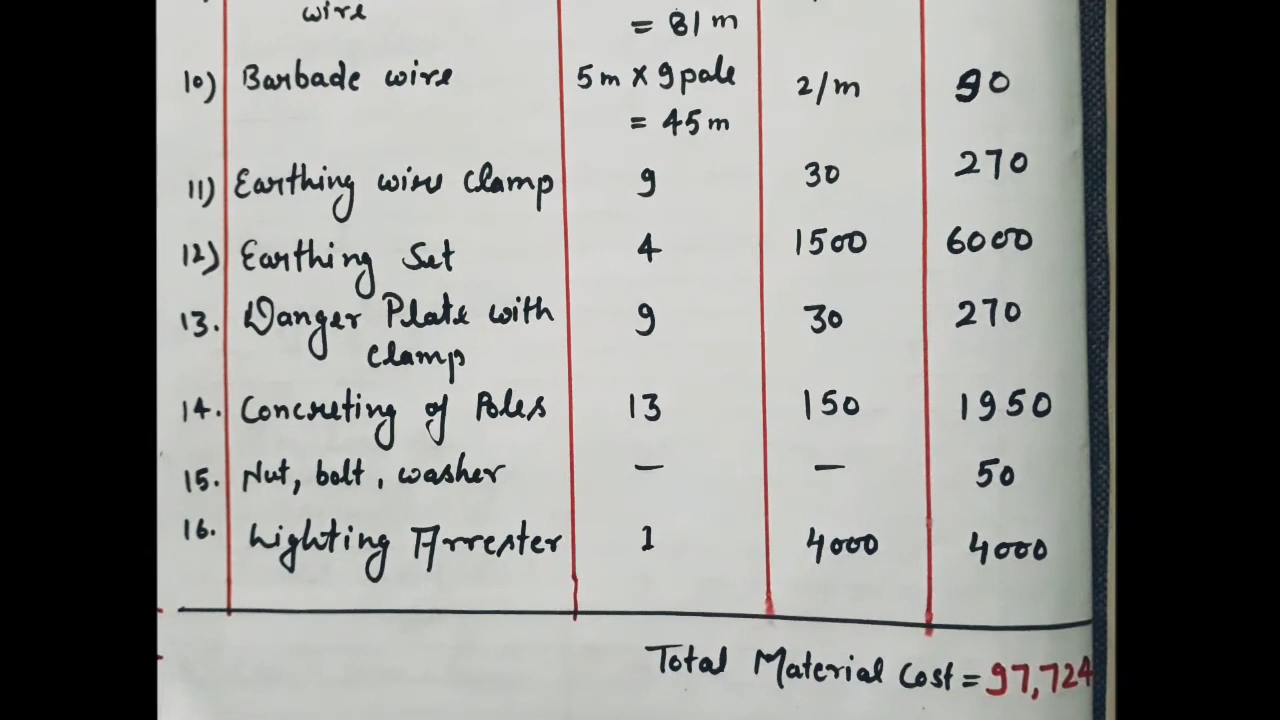 wire
= 81 m
10) Barbade wire 5 m x 9 pole 2/m 90
= 45 m
11) Earthing wire Clamp 9 30 270
12) Earthing Set 4 1500 6000
13. Danger Plate with 9 30 270
clamp
14. Concreting of Poles 13 150 1950
15. Nut, bolt, washer — — 50
16. Lighting Arrester 1 4000 4000
Total Material Cost = 97,724